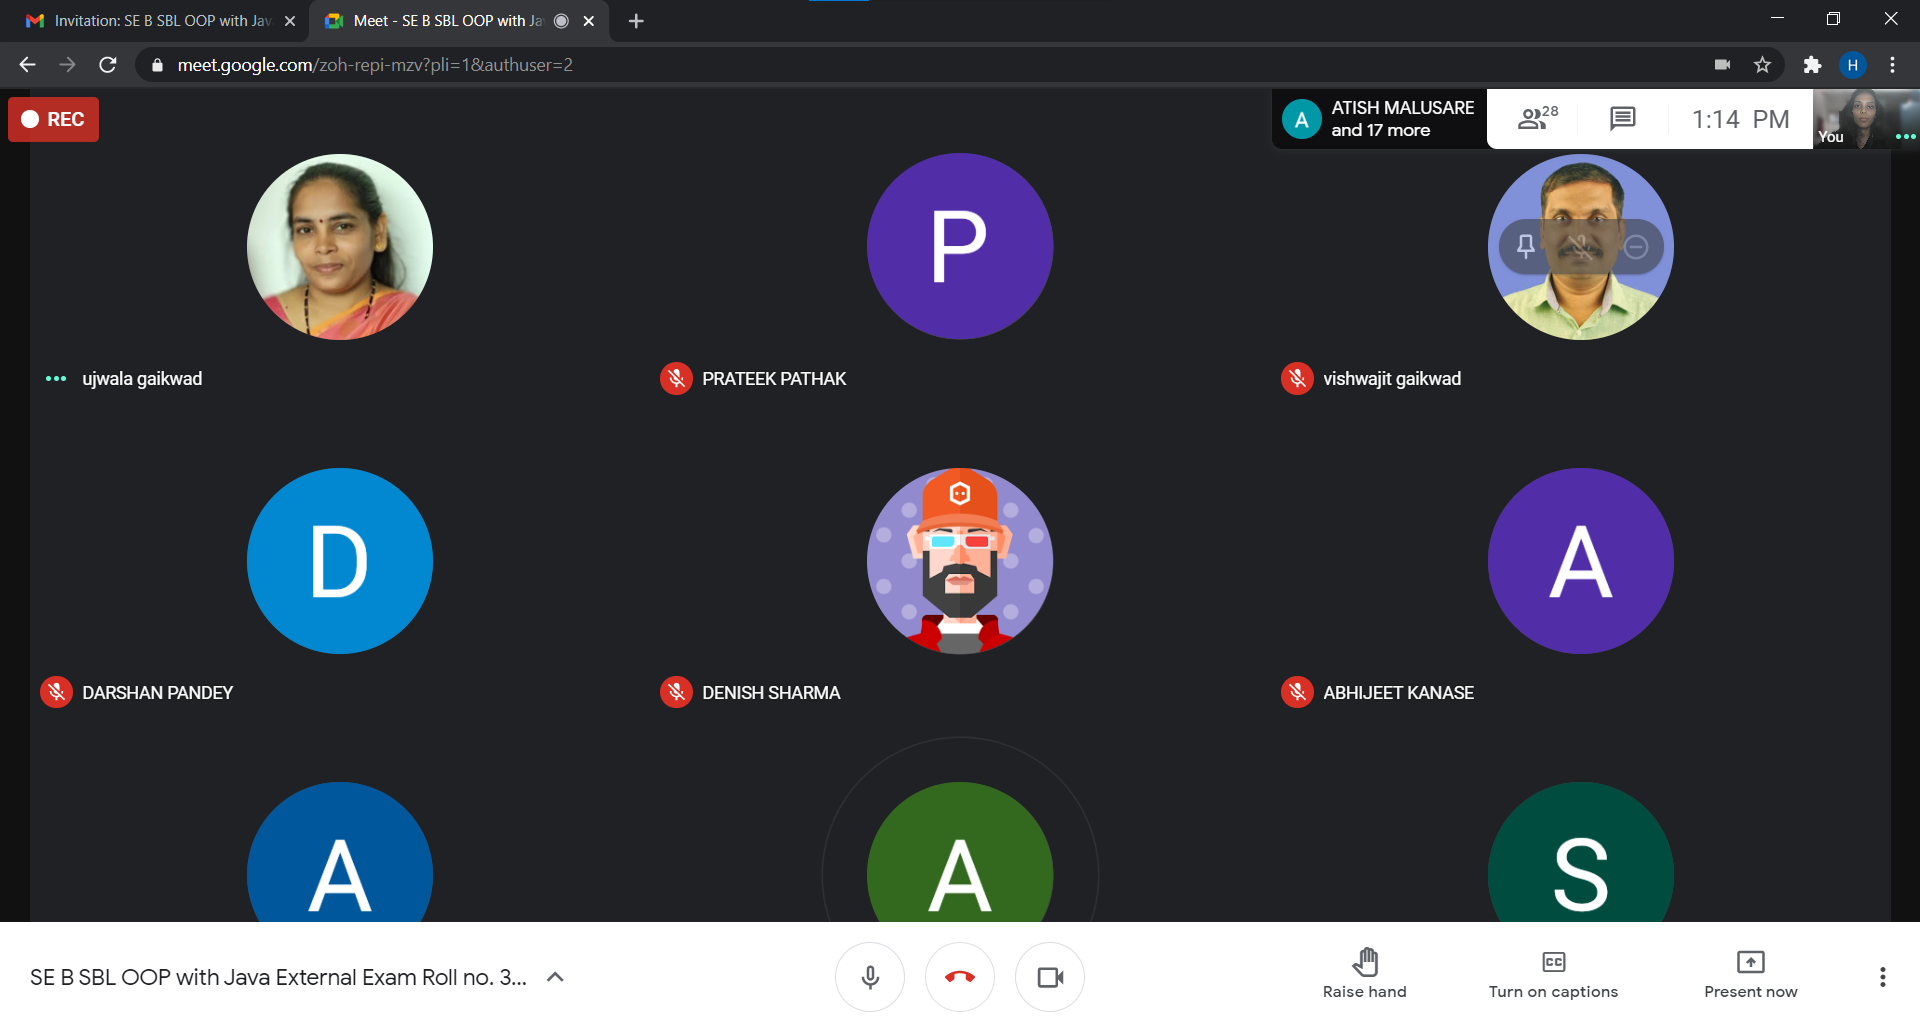 Invitation: SE B SBL OOP with Jav
Meet - SE B SBL OOP with Ja
meet.google.com/zoh-repi-mzv?pli=1&authuser=2
H
REC
A
ATISH MALUSARE
and 17 more
28
1:14 PM
You
P
ujwala gaikwad
PRATEEK PATHAK
vishwajit gaikwad
D
A
DARSHAN PANDEY
DENISH SHARMA
ABHIJEET KANASE
A
A
S
SE B SBL OOP with Java External Exam Roll no. 3...
CC
Raise hand
Turn on captions
Present now